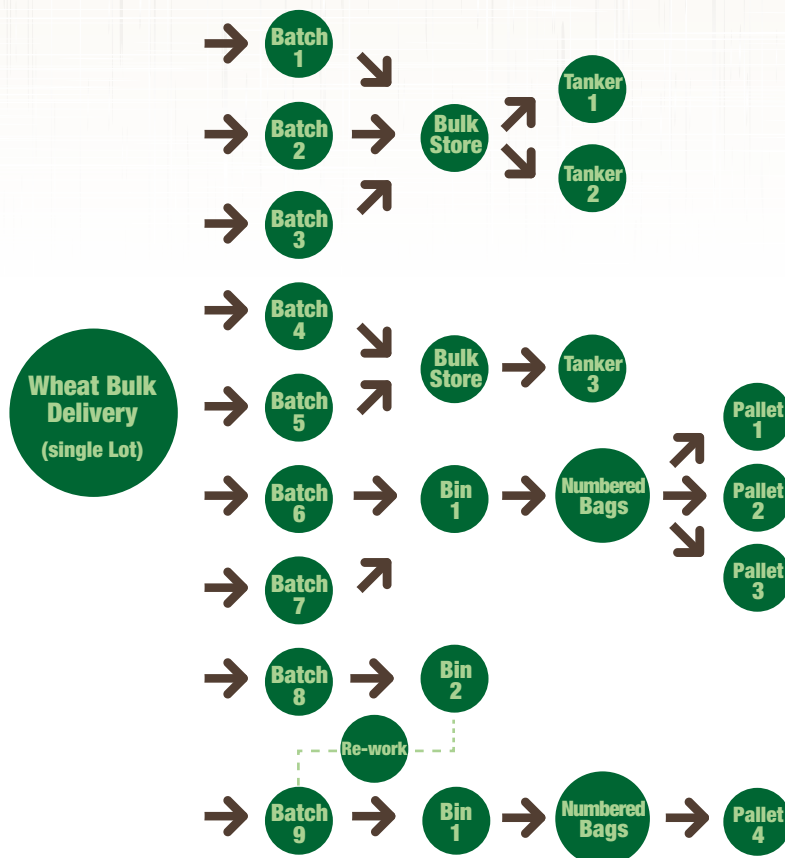 Batch
1
Batch
2
Batch
3
Bulk
Store
Tanker
1
Tanker
2
Batch
4
Batch
5
Bulk
Store
Tanker
3
Wheat Bulk
Delivery
(single Lot)
Batch
6
Bin
1
Numbered
Bags
Pallet
1
Pallet
2
Pallet
3
Batch
7
Batch
8
Bin
2
Re-work
Batch
9
Bin
1
Numbered
Bags
Pallet
4